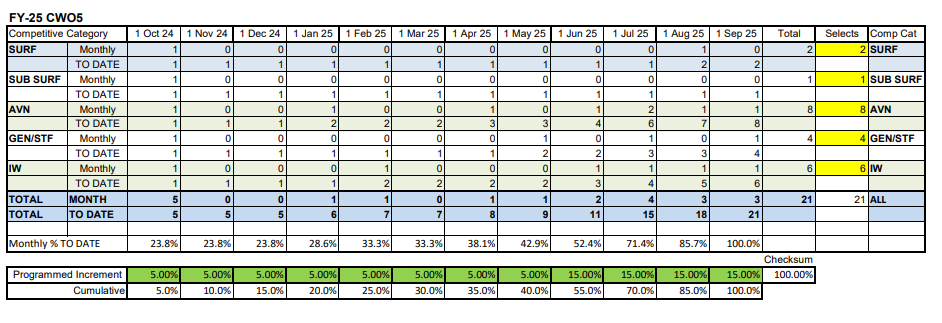 FY-25 CWO5
Competitive Category 1 Oct 24 1 Nov 24 1 Dec 24 1 Jan 25 1 Feb 25 1 Mar 25 1 Apr 25 1 May 25 1 Jun 25 1 Jul 25 1 Aug 25 1 Sep 25 Total Selects Comp Cat
SURF Monthly 1 0 0 0 0 0 0 0 0 0 1 0 2 2 SURF
TO DATE 1 1 1 1 1 1 1 1 1 1 2 2
SUB SURF Monthly 1 0 0 0 0 0 0 0 0 0 0 0 1 1 SUB SURF
TO DATE 1 1 1 1 1 1 1 1 1 1 1 1
AVN Monthly 1 0 0 1 0 0 1 0 1 2 1 1 8 8 AVN
TO DATE 1 1 1 2 2 2 3 3 4 6 7 8
GEN/STF Monthly 1 0 0 0 0 0 0 1 0 1 0 1 4 4 GEN/STF
TO DATE 1 1 1 1 1 1 1 2 2 3 3 4
IW Monthly 1 0 0 0 1 0 0 0 1 1 1 1 6 6 IW
TO DATE 1 1 1 1 2 2 2 2 3 4 5 6
TOTAL MONTH 5 0 0 1 1 0 1 1 2 4 3 3 21 21 ALL
TOTAL TO DATE 5 5 5 6 7 7 8 9 11 15 18 21
Monthly % TO DATE 23.8% 23.8% 23.8% 28.6% 33.3% 33.3% 38.1% 42.9% 52.4% 71.4% 85.7% 100.0%
Checksum
Programmed Increment 5.00% 5.00% 5.00% 5.00% 5.00% 5.00% 5.00% 5.00% 15.00% 15.00% 15.00% 15.00% 100.00%
Cumulative 5.0% 10.0% 15.0% 20.0% 25.0% 30.0% 35.0% 40.0% 55.0% 70.0% 85.0% 100.0%